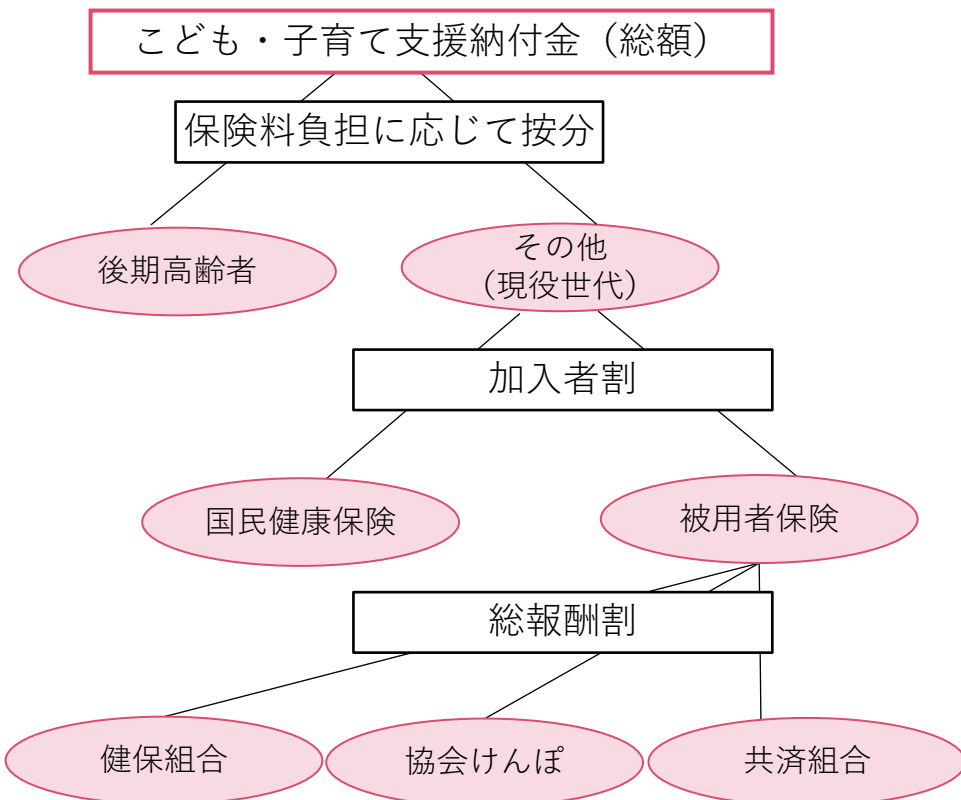 こども・子育て支援納付金（総額）
保険料負担に応じて按分
後期高齢者
その他
（現役世代）
加入者割
国民健康保険
被用者保険
総報酬割
健保組合
協会けんぽ
共済組合